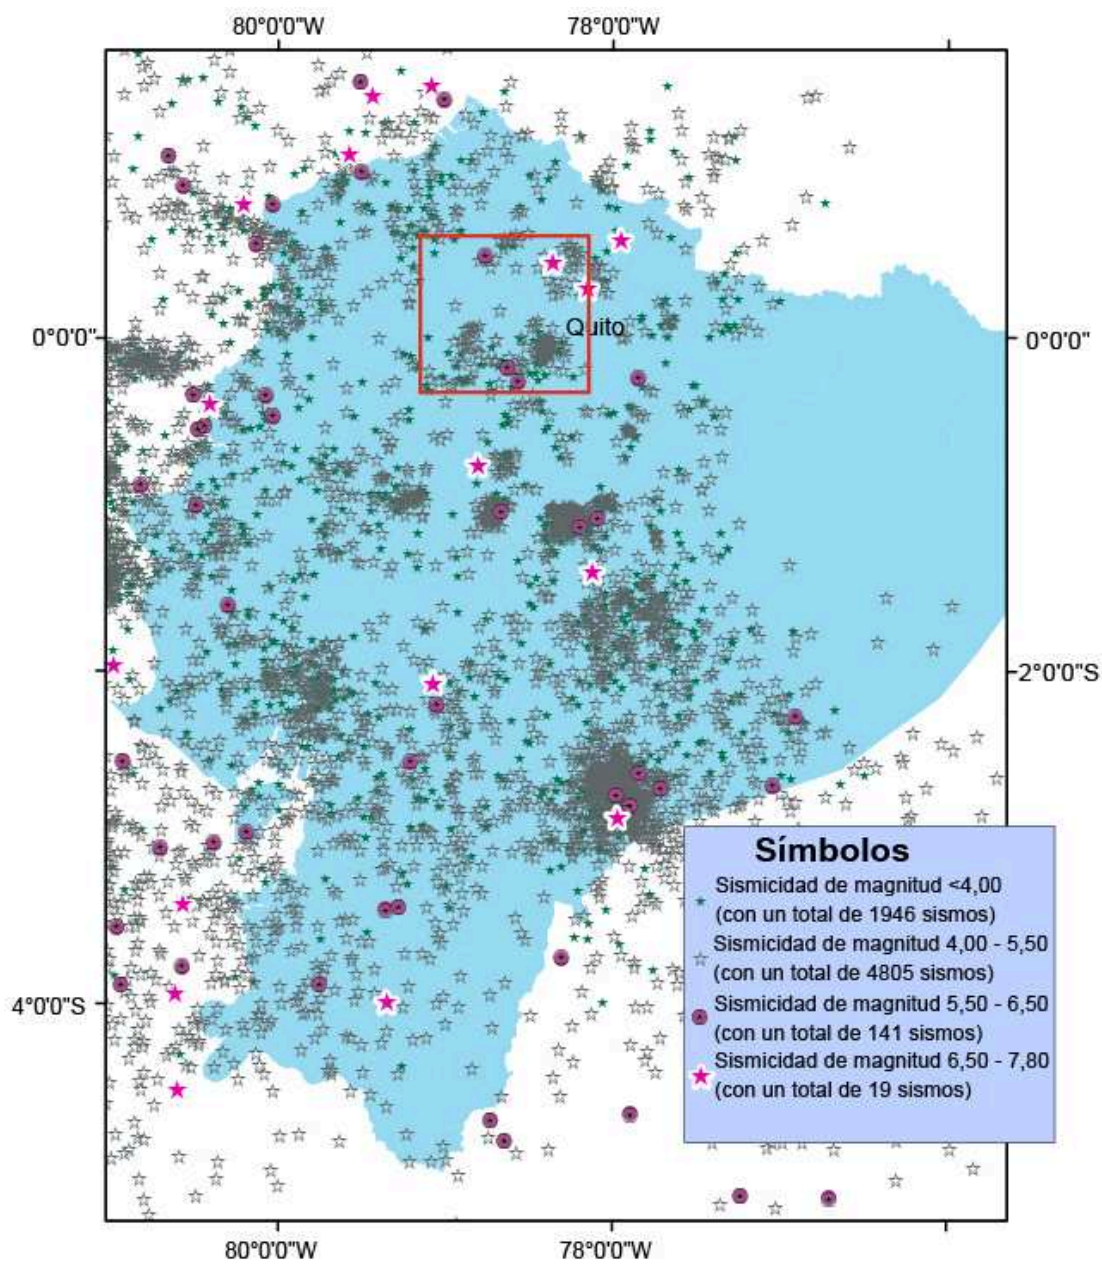 80°0'0"W
78°0'0"W
0°0'0"
0°0'0"
Quito
2°0'0"S
4°0'0"S
Símbolos
Sismicidad de magnitud <4,00
(con un total de 1946 sismos)
Sismicidad de magnitud 4,00 - 5,50
(con un total de 4805 sismos)
Sismicidad de magnitud 5,50 - 6,50
(con un total de 141 sismos)
Sismicidad de magnitud 6,50 - 7,80
(con un total de 19 sismos)
80°0'0"W
78°0'0"W